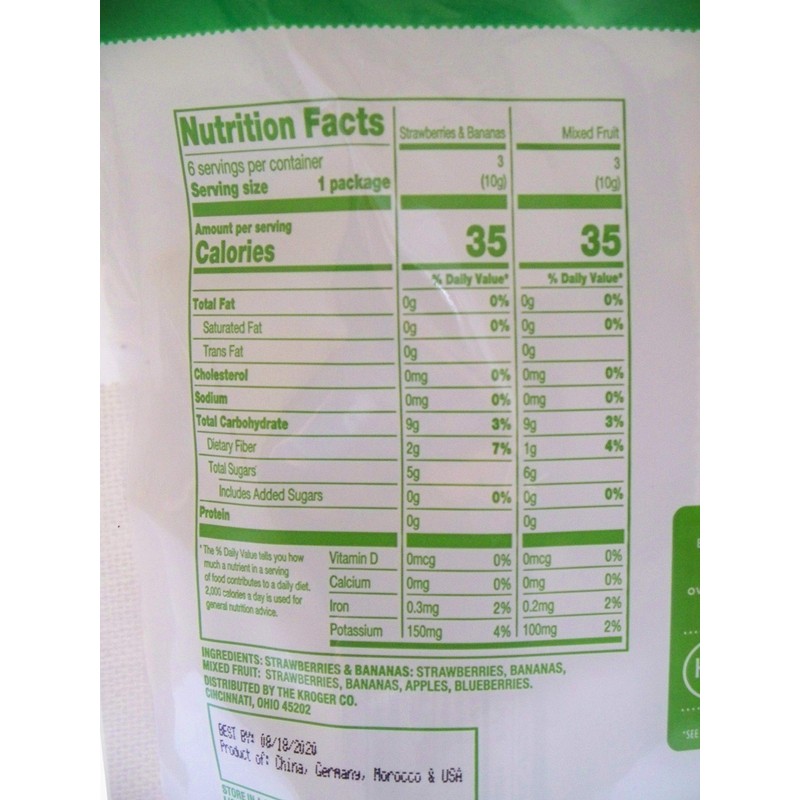 Nutrition Facts Strawberries & Bananas Mixed Fruit
6 servings per container 3 3
Serving size 1 package (10g) (10g)
Amount per serving
Calories 35 35
% Daily Value* % Daily Value*
Total Fat 0g 0% 0g 0%
Saturated Fat 0g 0% 0g 0%
Trans Fat 0g 0g
Cholesterol 0mg 0% 0mg 0%
Sodium 0mg 0% 0mg 0%
Total Carbohydrate 9g 3% 9g 3%
Dietary Fiber 2g 7% 1g 4%
Total Sugars 5g 6g
Includes Added Sugars 0g 0% 0g 0%
Protein 0g 0g
*The % Daily Value tells you how
much a nutrient in a serving
of food contributes to a daily diet.
2,000 calories a day is used for
general nutrition advice.
Vitamin D 0mcg 0% 0mcg 0%
Calcium 0mg 0% 0mg 0%
Iron 0.3mg 2% 0.2mg 2%
Potassium 150mg 4% 100mg 2%
INGREDIENTS: STRAWBERRIES & BANANAS: STRAWBERRIES, BANANAS,
MIXED FRUIT: STRAWBERRIES, BANANAS, APPLES, BLUEBERRIES.
DISTRIBUTED BY THE KROGER CO.
CINCINNATI, OHIO 45202
BEST BY: 08/18/2020
Product of: China, Germany, Morocco & USA
STORE IN
*SEE